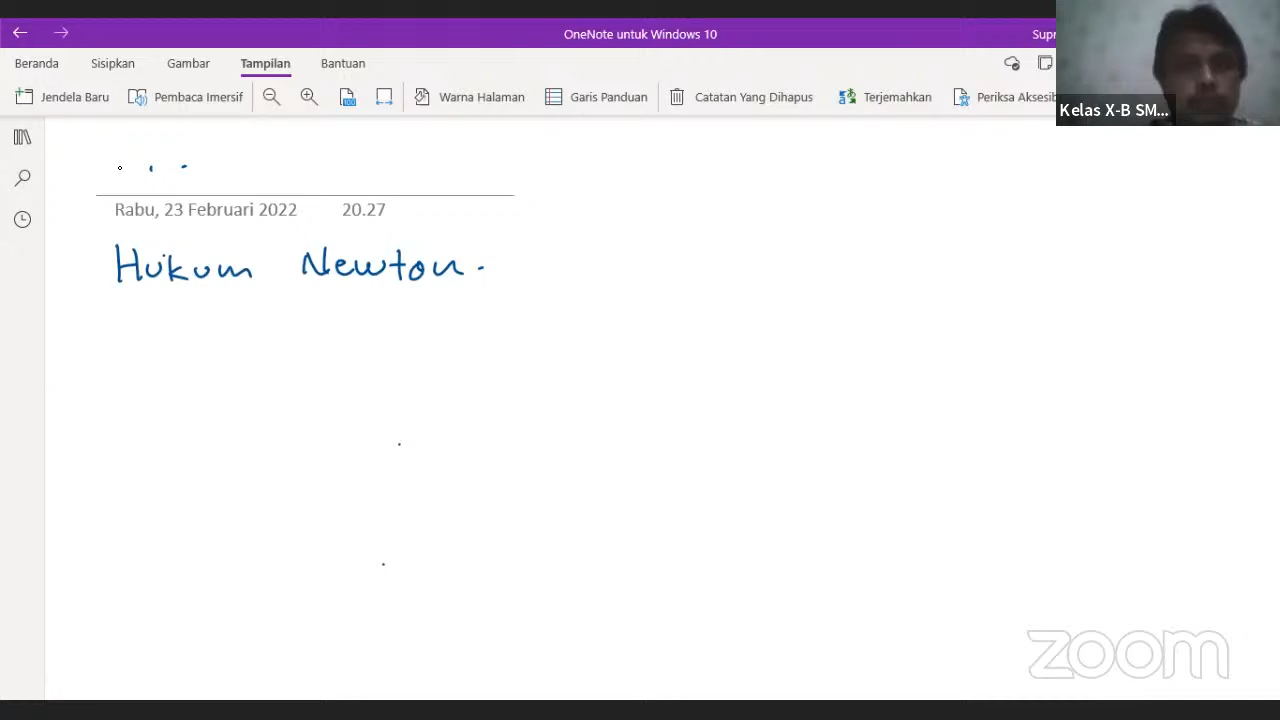 OneNote untuk Windows 10
Supr
Beranda Sisipkan Gambar Tampilan Bantuan
Jendela Baru Pembaca Imersif 100 Warna Halaman Garis Panduan Catatan Yang Dihapus Terjemahkan Periksa Aksesib
Kelas X-B SM...
Rabu, 23 Februari 2022 20.27
Hukum Newton.
zoom